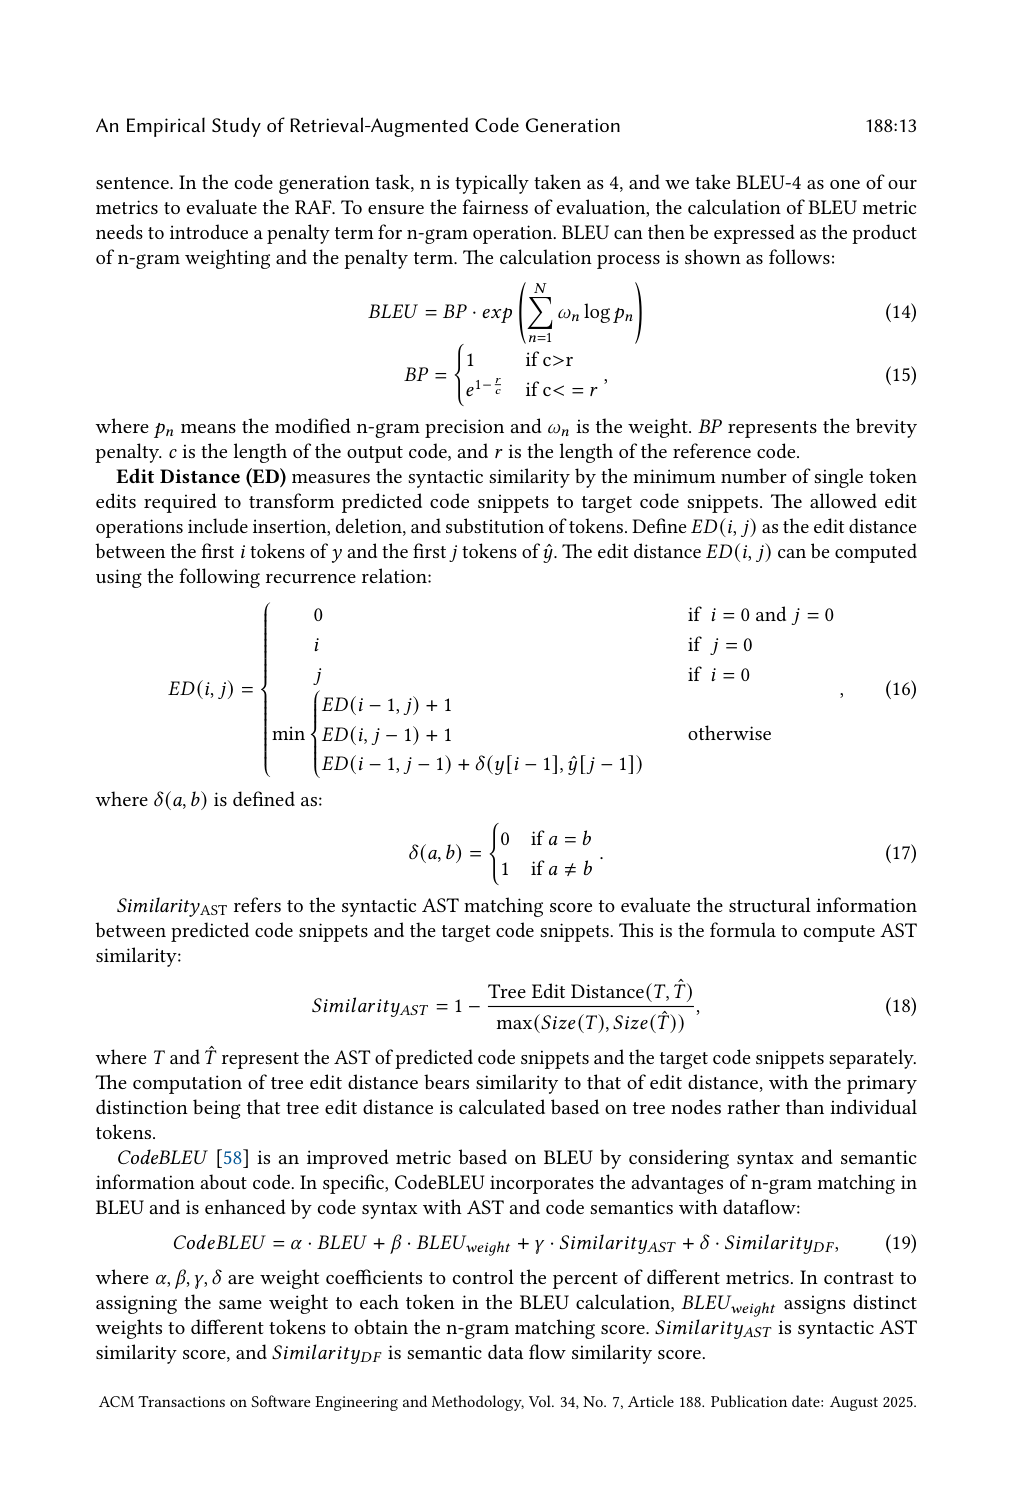 An Empirical Study of Retrieval-Augmented Code Generation 188:13
sentence. In the code generation task, n is typically taken as 4, and we take BLEU-4 as one of our
metrics to evaluate the RAF. To ensure the fairness of evaluation, the calculation of BLEU metric
needs to introduce a penalty term for n-gram operation. BLEU can then be expressed as the product
of n-gram weighting and the penalty term. The calculation process is shown as follows:
BLEU = BP · exp ( ∑_{n=1}^{N} ω_n log p_n ) (14)
BP = { 1 if c>r
e^{1−r/c} if c< = r , (15)
where p_n means the modified n-gram precision and ω_n is the weight. BP represents the brevity
penalty. c is the length of the output code, and r is the length of the reference code.
Edit Distance (ED) measures the syntactic similarity by the minimum number of single token
edits required to transform predicted code snippets to target code snippets. The allowed edit
operations include insertion, deletion, and substitution of tokens. Define ED(i, j) as the edit distance
between the first i tokens of y and the first j tokens of ŷ. The edit distance ED(i, j) can be computed
using the following recurrence relation:
0 if i = 0 and j = 0
i if j = 0
j if i = 0
ED(i, j) = { , (16)
ED(i − 1, j) + 1
min { ED(i, j − 1) + 1 otherwise
ED(i − 1, j − 1) + δ(y[i − 1], ŷ[j − 1])
where δ(a, b) is defined as:
δ(a, b) = { 0 if a = b
1 if a ≠ b . (17)
Similarity_AST refers to the syntactic AST matching score to evaluate the structural information
between predicted code snippets and the target code snippets. This is the formula to compute AST
similarity:
Similarity_AST = 1 − Tree Edit Distance(T, T̂) / max(Size(T), Size(T̂)), (18)
where T and T̂ represent the AST of predicted code snippets and the target code snippets separately.
The computation of tree edit distance bears similarity to that of edit distance, with the primary
distinction being that tree edit distance is calculated based on tree nodes rather than individual
tokens.
CodeBLEU [58] is an improved metric based on BLEU by considering syntax and semantic
information about code. In specific, CodeBLEU incorporates the advantages of n-gram matching in
BLEU and is enhanced by code syntax with AST and code semantics with dataflow:
CodeBLEU = α · BLEU + β · BLEU_weight + γ · Similarity_AST + δ · Similarity_DF, (19)
where α, β, γ, δ are weight coefficients to control the percent of different metrics. In contrast to
assigning the same weight to each token in the BLEU calculation, BLEU_weight assigns distinct
weights to different tokens to obtain the n-gram matching score. Similarity_AST is syntactic AST
similarity score, and Similarity_DF is semantic data flow similarity score.
ACM Transactions on Software Engineering and Methodology, Vol. 34, No. 7, Article 188. Publication date: August 2025.